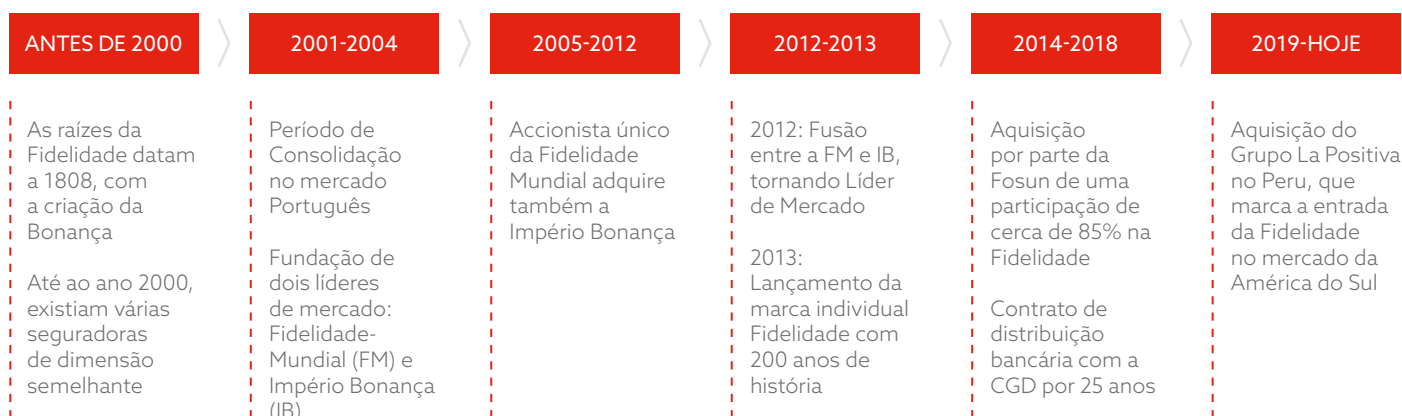 ANTES DE 2000
As raízes da
Fidelidade datam
a 1808, com
a criação da
Bonança
Até ao ano 2000,
existiam várias
seguradoras
de dimensão
semelhante
2001-2004
Período de
Consolidação
no mercado
Português
Fundação de
dois líderes
de mercado:
Fidelidade-
Mundial (FM) e
Império Bonança
(IB)
2005-2012
Accionista único
da Fidelidade
Mundial adquire
também a
Império Bonança
2012-2013
2012: Fusão
entre a FM e IB,
tornando Líder
de Mercado
2013:
Lançamento da
marca individual
Fidelidade com
200 anos de
história
2014-2018
Aquisição
por parte da
Fosun de uma
participação de
cerca de 85% na
Fidelidade
Contrato de
distribuição
bancária com a
CGD por 25 anos
2019-HOJE
Aquisição do
Grupo La Positiva
no Peru, que
marca a entrada
da Fidelidade
no mercado da
América do Sul